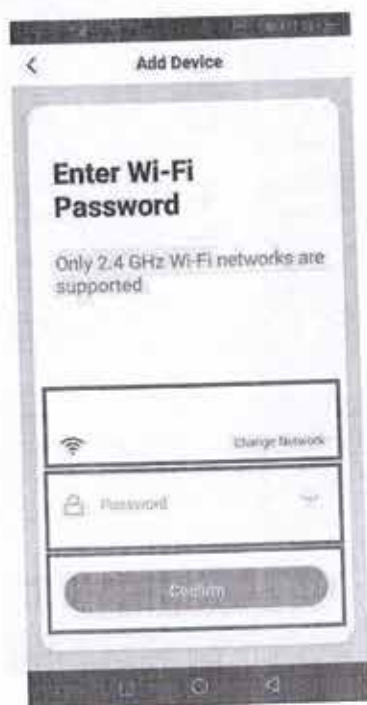 Add Device
Enter Wi-Fi
Password
Only 2.4 GHz Wi-Fi networks are
supported
Change Network
Password
Confirm